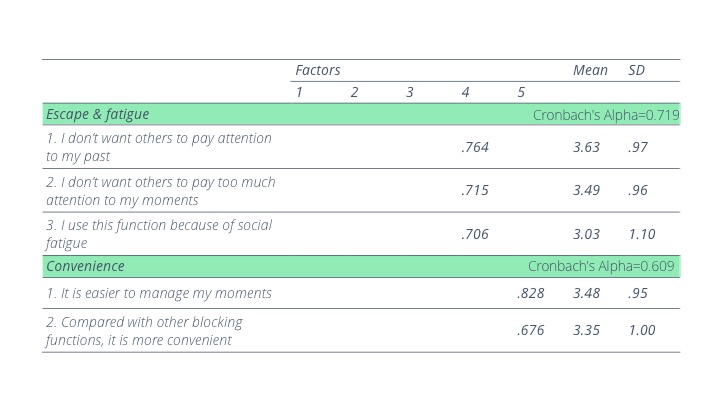 Factors Mean SD
1 2 3 4 5
Escape & fatigue Cronbach's Alpha=0.719
1. I don't want others to pay attention
to my past .764 3.63 .97
2. I don't want others to pay too much
attention to my moments .715 3.49 .96
3. I use this function because of social
fatigue .706 3.03 1.10
Convenience Cronbach's Alpha=0.609
1. It is easier to manage my moments .828 3.48 .95
2. Compared with other blocking
functions, it is more convenient .676 3.35 1.00